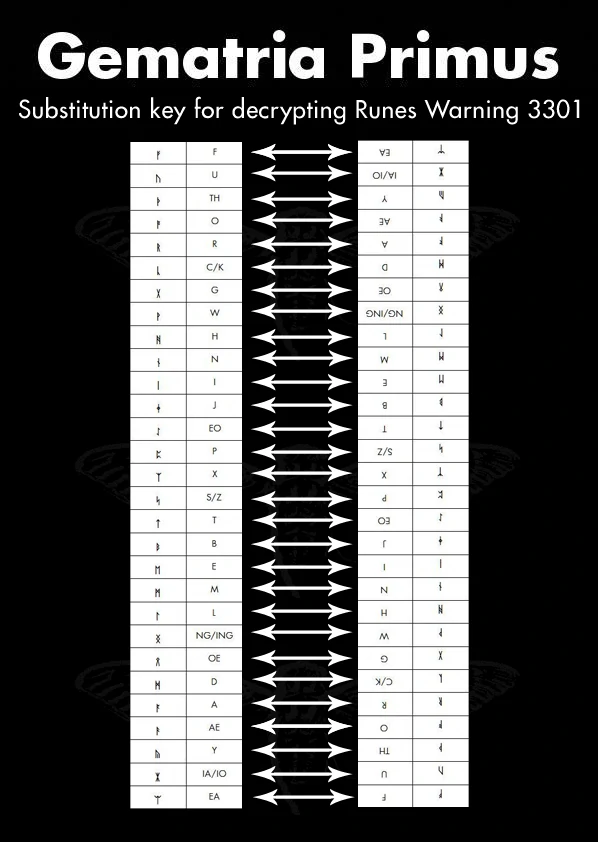 Gematria Primus
Substitution key for decrypting Runes Warning 3301
ᚠ F EA ᛠ
ᚢ U IA/IO ᛡ
ᚦ TH Y ᚣ
ᚩ O AE ᚫ
ᚱ R A ᚪ
ᚳ C/K D ᛞ
ᚷ G OE ᛟ
ᚹ W NG/ING ᛝ
ᚻ H L ᛚ
ᚾ N M ᛗ
ᛁ I E ᛖ
ᛄ J B ᛒ
ᛇ EO T ᛏ
ᛈ P S/Z ᛋ
ᛉ X X ᛉ
ᛋ S/Z P ᛈ
ᛏ T EO ᛇ
ᛒ B J ᛄ
ᛖ E I ᛁ
ᛗ M N ᚾ
ᛚ L H ᚻ
ᛝ NG/ING W ᚹ
ᛟ OE G ᚷ
ᛞ D C/K ᚳ
ᚪ A R ᚱ
ᚫ AE O ᚩ
ᚣ Y TH ᚦ
ᛡ IA/IO U ᚢ
ᛠ EA F ᚠ